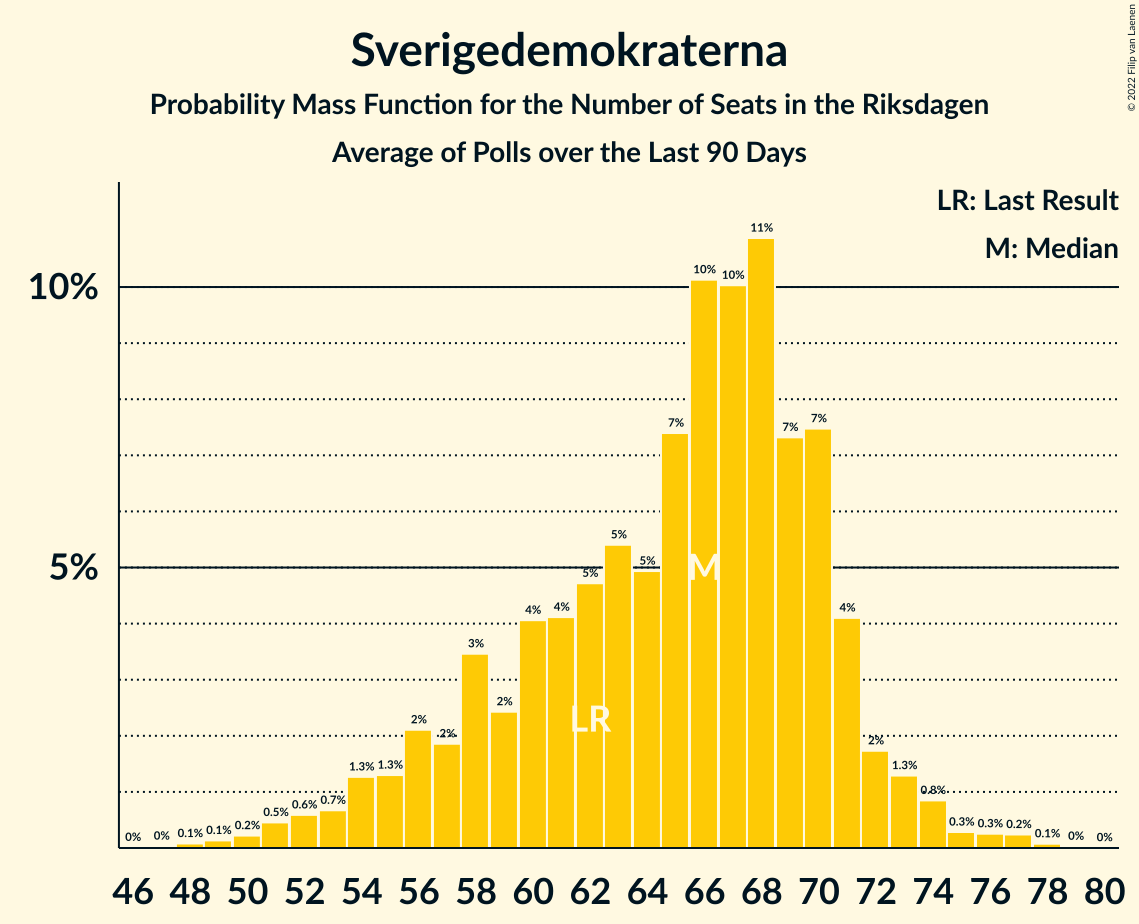 Sverigedemokraterna
Probability Mass Function for the Number of Seats in the Riksdagen
Average of Polls over the Last 90 Days
© 2022 Filip van Laenen
LR: Last Result
M: Median
10%
5%
0% 0% 0.1% 0.1% 0.2% 0.5% 0.6% 0.7% 1.3% 1.3% 2% 2% 3% 2% 4% 4% 5% 5% 5% 7% 10% 10% 11% 7% 7% 4% 2% 1.3% 0.8% 0.3% 0.3% 0.2% 0.1% 0% 0%
M
LR
46 48 50 52 54 56 58 60 62 64 66 68 70 72 74 76 78 80